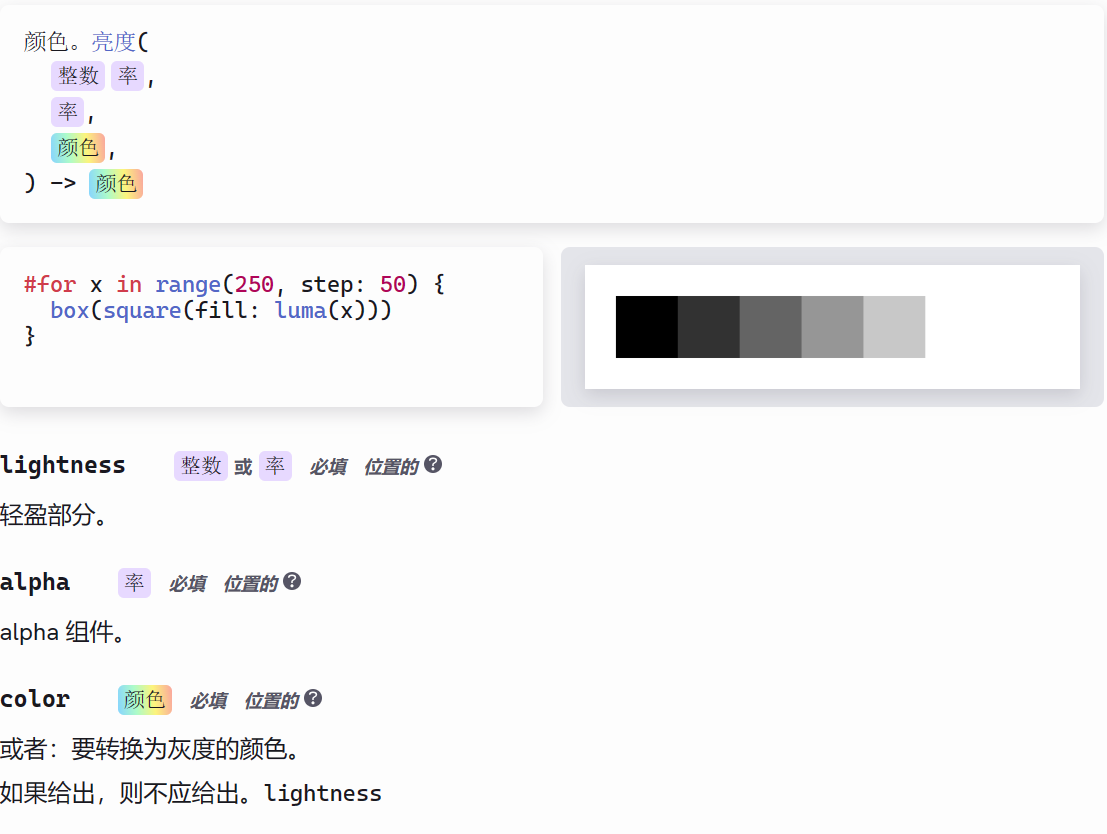 颜色。亮度(
整数 率,
率,
颜色,
) -> 颜色
#for x in range(250, step: 50) {
box(square(fill: luma(x)))
}
lightness 整数 或 率 必填 位置的 ?
轻盈部分。
alpha 率 必填 位置的 ?
alpha 组件。
color 颜色 必填 位置的 ?
或者：要转换为灰度的颜色。
如果给出，则不应给出。lightness